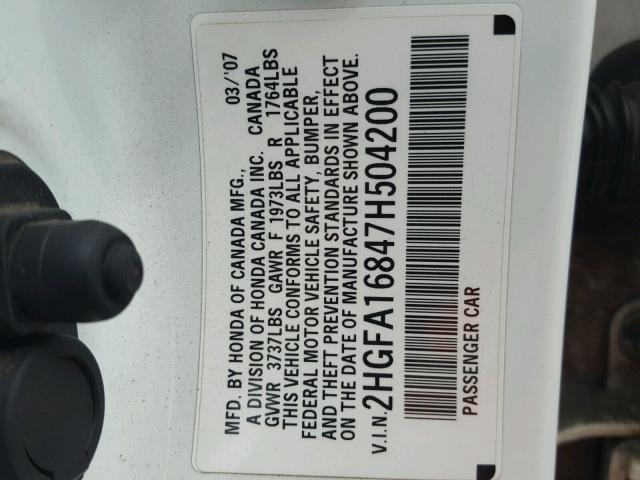 MFD. BY HONDA OF CANADA MFG., 03/'07
A DIVISION OF HONDA CANADA INC. CANADA
GVWR 3737LBS GAWR F 1973LBS R 1764LBS
THIS VEHICLE CONFORMS TO ALL APPLICABLE
FEDERAL MOTOR VEHICLE SAFETY, BUMPER,
AND THEFT PREVENTION STANDARDS IN EFFECT
ON THE DATE OF MANUFACTURE SHOWN ABOVE.
V.I.N. 2HGFA16847H504200
PASSENGER CAR